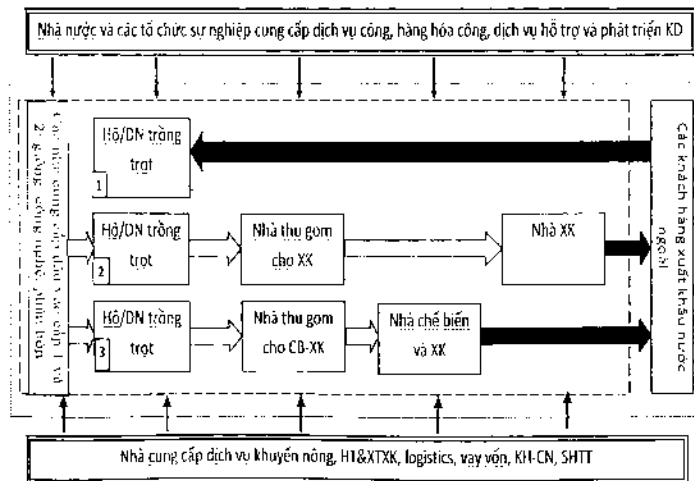 Nhà nước và các tổ chức sự nghiệp cung cấp dịch vụ công, hàng hóa công, dịch vụ hỗ trợ và phát triển KD
Hộ/DN trồng
trọt
1
Hộ/DN trồng
trọt
2
Nhà thu gom
cho XK
Nhà XK
Hộ/DN trồng
trọt
3
Nhà thu gom
cho CB-XK
Nhà chế biến
và XK
Các khách hàng xuất khẩu nước
ngoài
Nhà cung cấp dịch vụ khuyến nông, H1&XTXK, logistics, vay vốn, KH-CN, SHTT